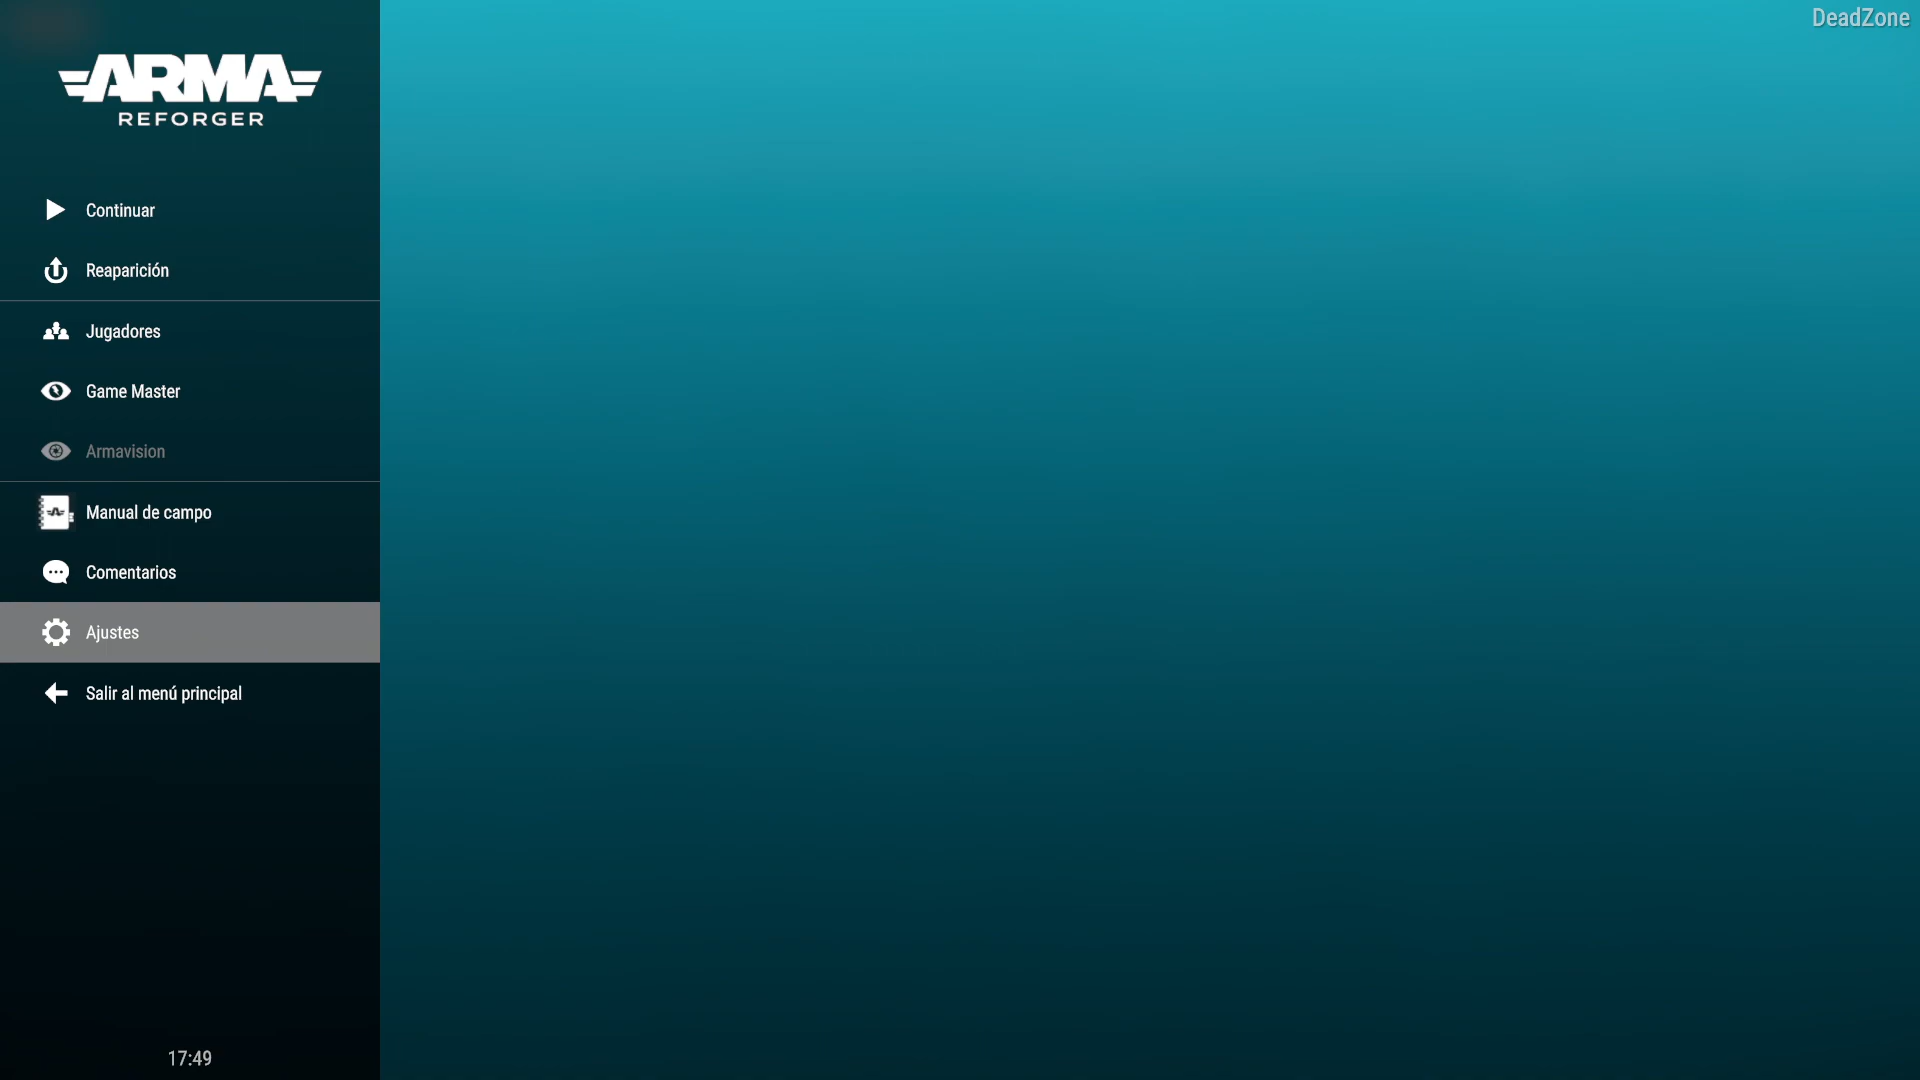 DeadZone
ARMA
REFORGER
Continuar
Reaparición
Jugadores
Game Master
Armavision
Manual de campo
Comentarios
Ajustes
Salir al menú principal
17:49